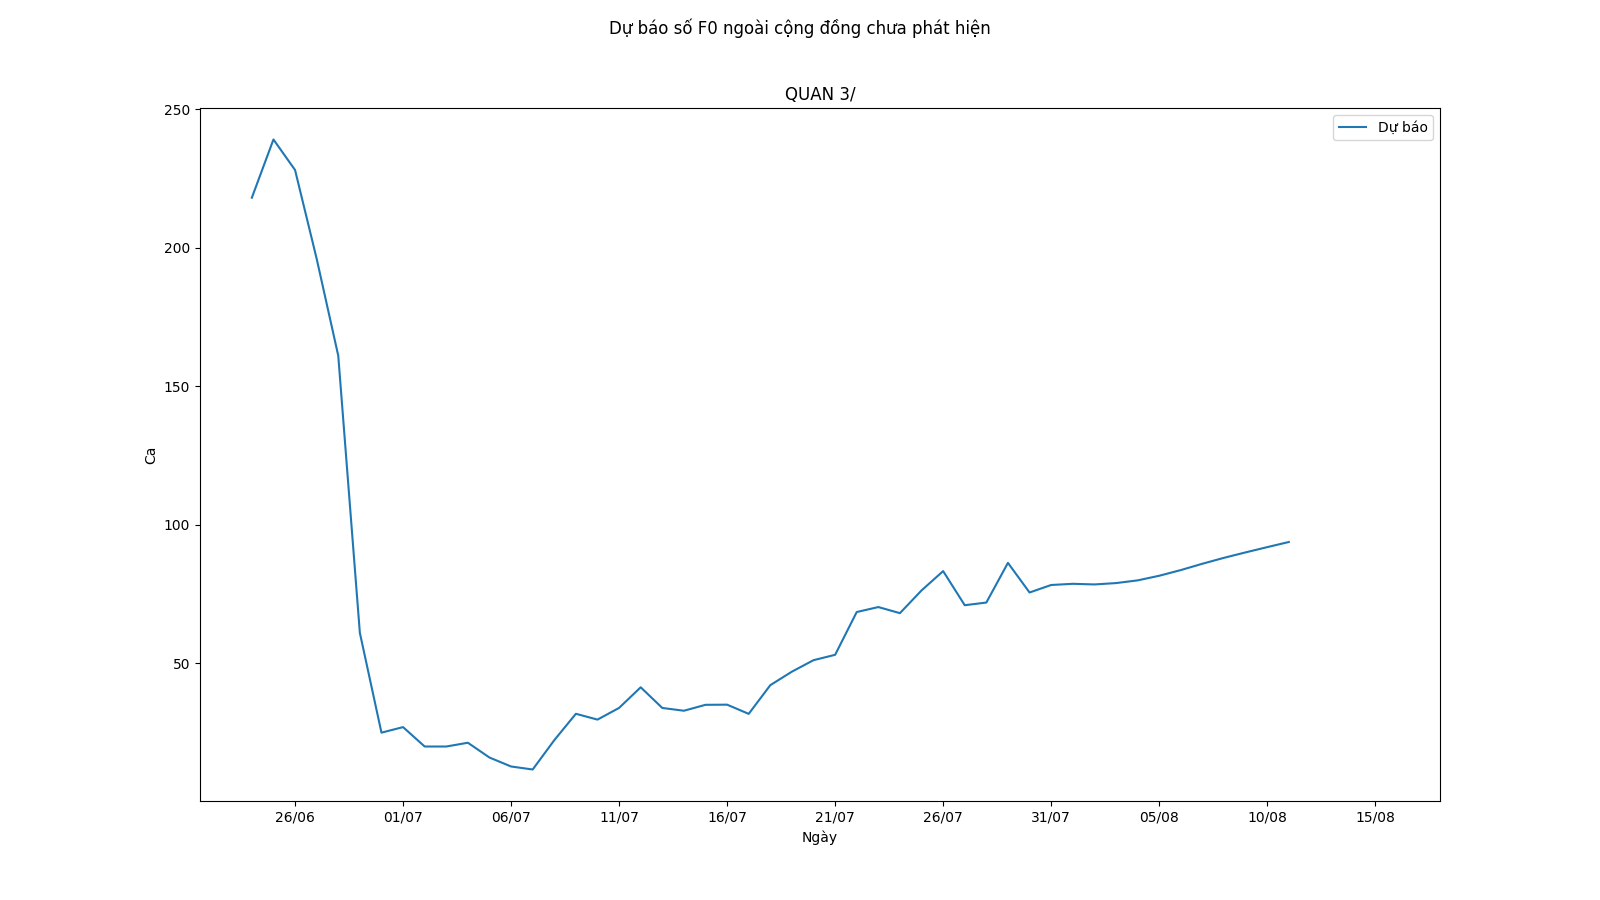 Dự báo số F0 ngoài cộng đồng chưa phát hiện
QUAN 3/
Dự báo
250
200
150
100
50
Ca
26/06 01/07 06/07 11/07 16/07 21/07 26/07 31/07 05/08 10/08 15/08
Ngày